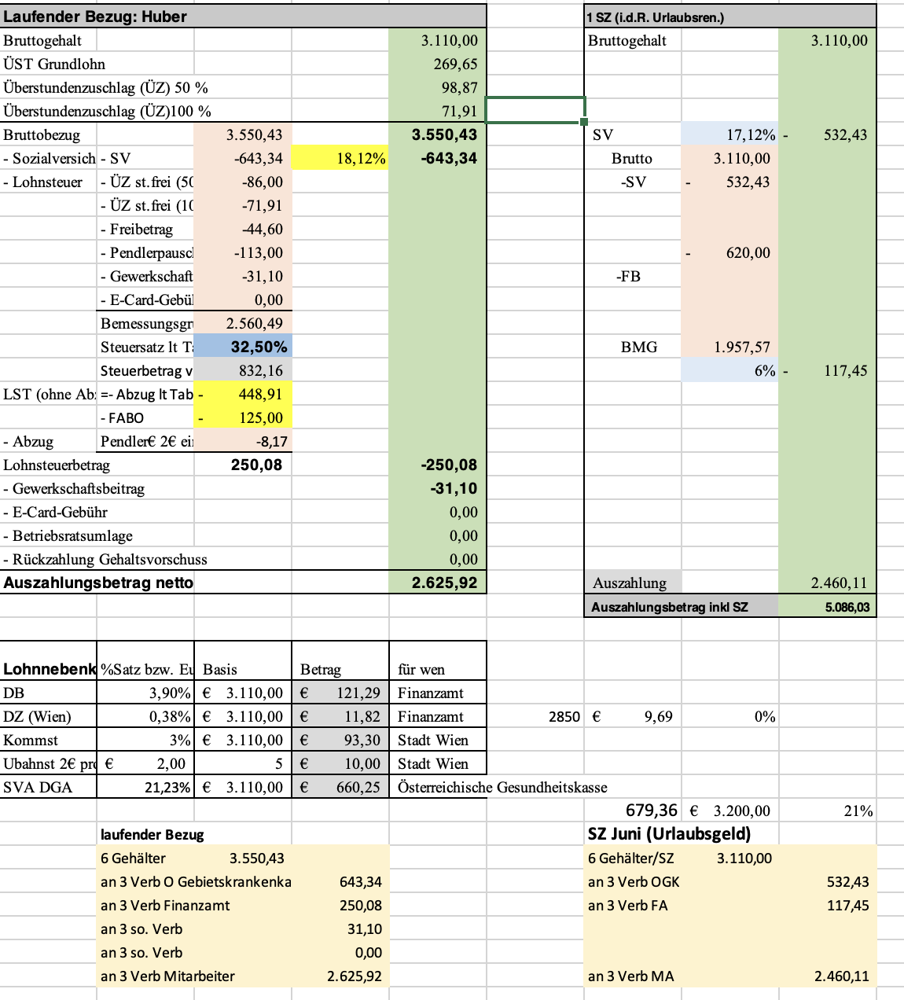 Laufender Bezug: Huber 1 SZ (i.d.R. Urlaubsren.)
Bruttogehalt 3.110,00 Bruttogehalt 3.110,00
ÜST Grundlohn 269,65
Überstundenzuschlag (ÜZ) 50 % 98,87
Überstundenzuschlag (ÜZ)100 % 71,91
Bruttobezug 3.550,43 3.550,43 SV 17,12% - 532,43
- Sozialversich - SV -643,34 18,12% -643,34 Brutto 3.110,00
- Lohnsteuer - ÜZ st.frei (50 -86,00 -SV - 532,43
- ÜZ st.frei (10 -71,91
- Freibetrag -44,60
- Pendlerpausc -113,00 - 620,00
- Gewerkschaft -31,10 -FB
- E-Card-Gebü 0,00
Bemessungsgr 2.560,49
Steuersatz lt Ta 32,50% BMG 1.957,57
Steuerbetrag v 832,16 6% - 117,45
LST (ohne Ab =- Abzug lt Tab - 448,91
- FABO - 125,00
- Abzug Pendler€ 2€ ei -8,17
Lohnsteuerbetrag 250,08 -250,08
- Gewerkschaftsbeitrag -31,10
- E-Card-Gebühr 0,00
- Betriebsratsumlage 0,00
- Rückzahlung Gehaltsvorschuss 0,00
Auszahlungsbetrag netto 2.625,92 Auszahlung 2.460,11
Auszahlungsbetrag inkl SZ 5.086,03
Lohnnebenk %Satz bzw. Eu Basis Betrag für wen
DB 3,90% € 3.110,00 € 121,29 Finanzamt
DZ (Wien) 0,38% € 3.110,00 € 11,82 Finanzamt 2850 € 9,69 0%
Kommst 3% € 3.110,00 € 93,30 Stadt Wien
Ubahnst 2€ pro € 2,00 5 € 10,00 Stadt Wien
SVA DGA 21,23% € 3.110,00 € 660,25 Österreichische Gesundheitskasse
679,36 € 3.200,00 21%
laufender Bezug SZ Juni (Urlaubsgeld)
6 Gehälter 3.550,43 6 Gehälter/SZ 3.110,00
an 3 Verb O Gebietskrankenka 643,34 an 3 Verb OGK 532,43
an 3 Verb Finanzamt 250,08 an 3 Verb FA 117,45
an 3 so. Verb 31,10
an 3 so. Verb 0,00
an 3 Verb Mitarbeiter 2.625,92 an 3 Verb MA 2.460,11